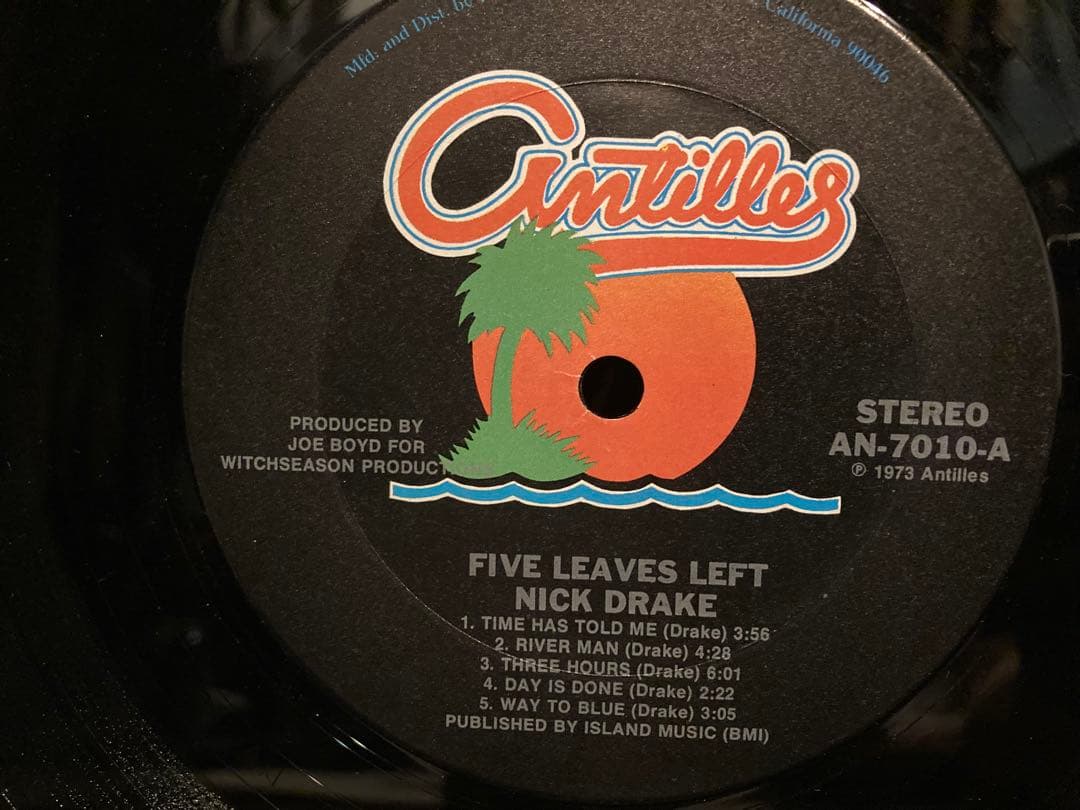 Mfd. and Dist. by
California 90046
Antilles
PRODUCED BY
JOE BOYD FOR
WITCHSEASON PRODUCT
STEREO
AN-7010-A
℗ 1973 Antilles
FIVE LEAVES LEFT
NICK DRAKE
1. TIME HAS TOLD ME (Drake) 3:56
2. RIVER MAN (Drake) 4:28
3. THREE HOURS (Drake) 6:01
4. DAY IS DONE (Drake) 2:22
5. WAY TO BLUE (Drake) 3:05
PUBLISHED BY ISLAND MUSIC (BMI)